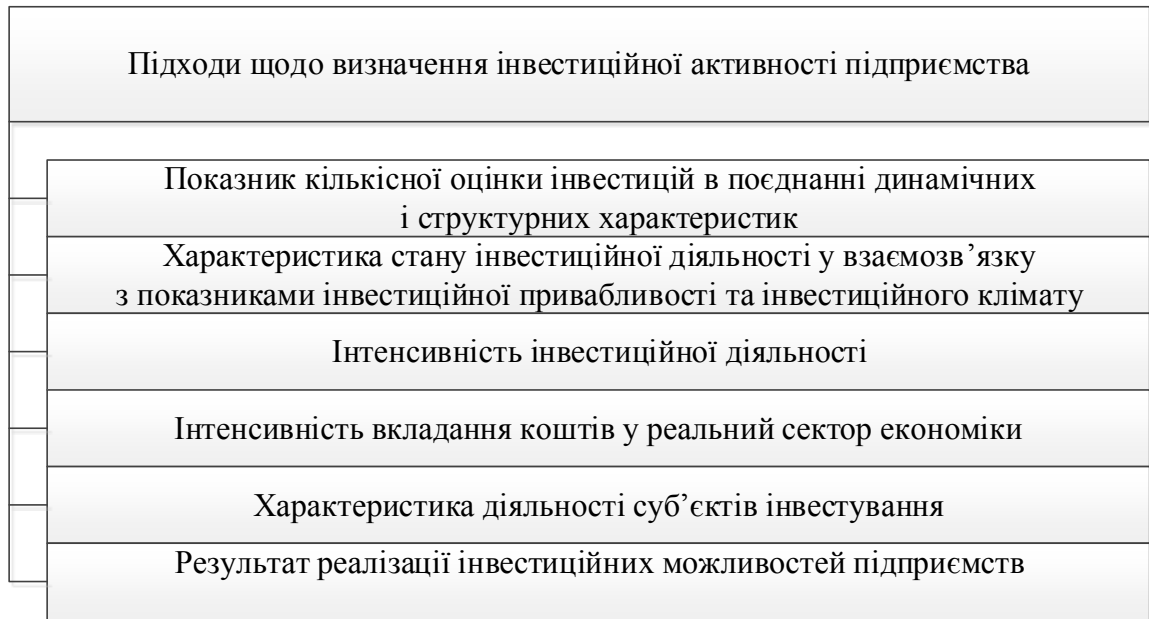 Підходи щодо визначення інвестиційної активності підприємства
Показник кількісної оцінки інвестицій в поєднанні динамічних
і структурних характеристик
Характеристика стану інвестиційної діяльності у взаємозв’язку
з показниками інвестиційної привабливості та інвестиційного клімату
Інтенсивність інвестиційної діяльності
Інтенсивність вкладання коштів у реальний сектор економіки
Характеристика діяльності суб’єктів інвестування
Результат реалізації інвестиційних можливостей підприємств